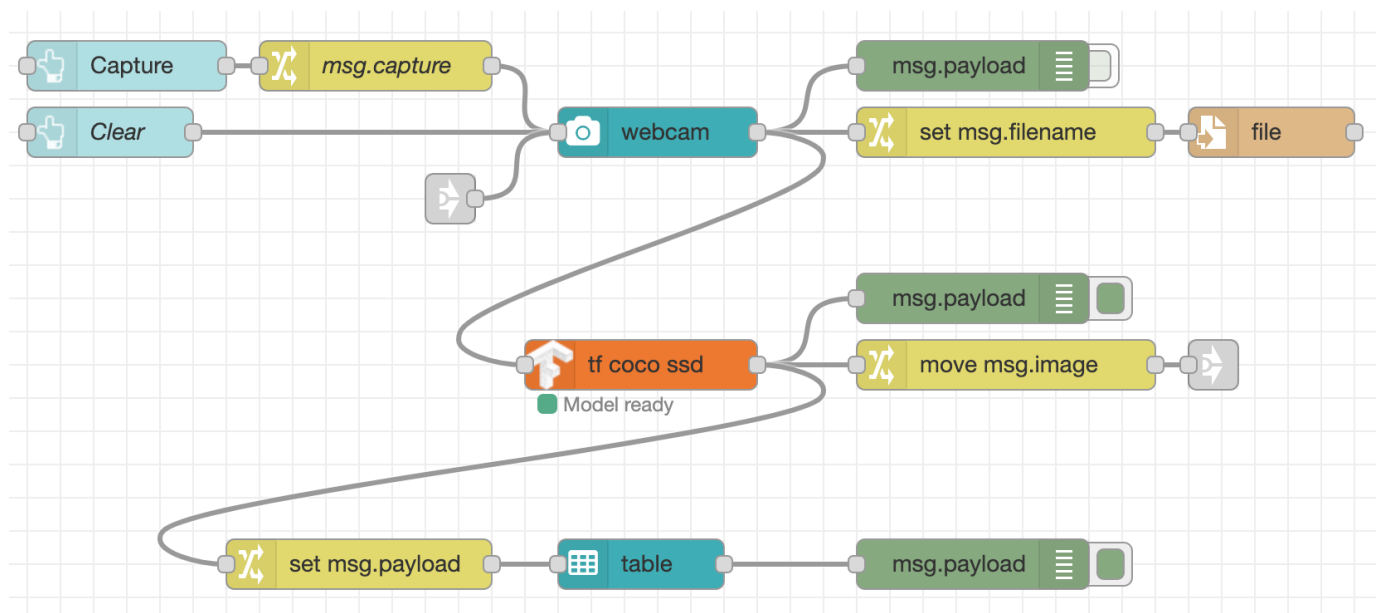 Capture
msg.capture
msg.payload
Clear
webcam
set msg.filename
file
msg.payload
tf coco ssd
move msg.image
Model ready
set msg.payload
table
msg.payload